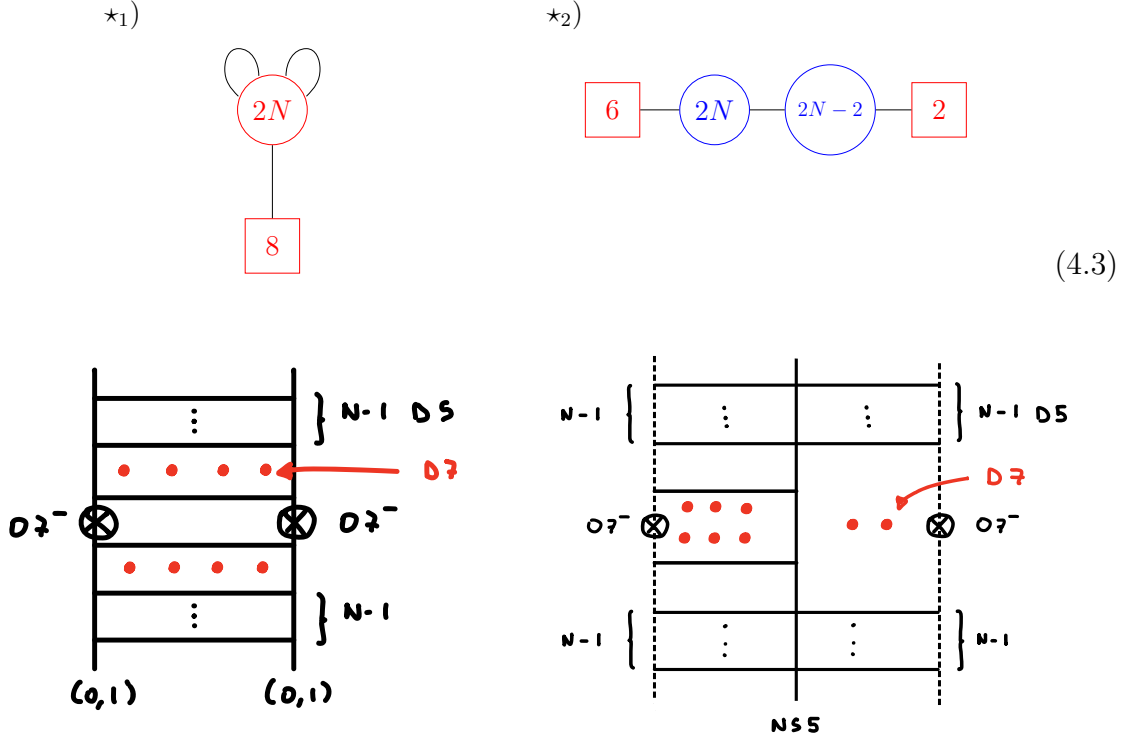 ⋆₁)
⋆₂)
2N
8
6
2N
2N − 2
2
(4.3)
N-1 D5
D7
O7⁻
O7⁻
N-1
(0,1)
(0,1)
N-1
N-1 D5
D7
O7⁻
O7⁻
N-1
N-1
NS5